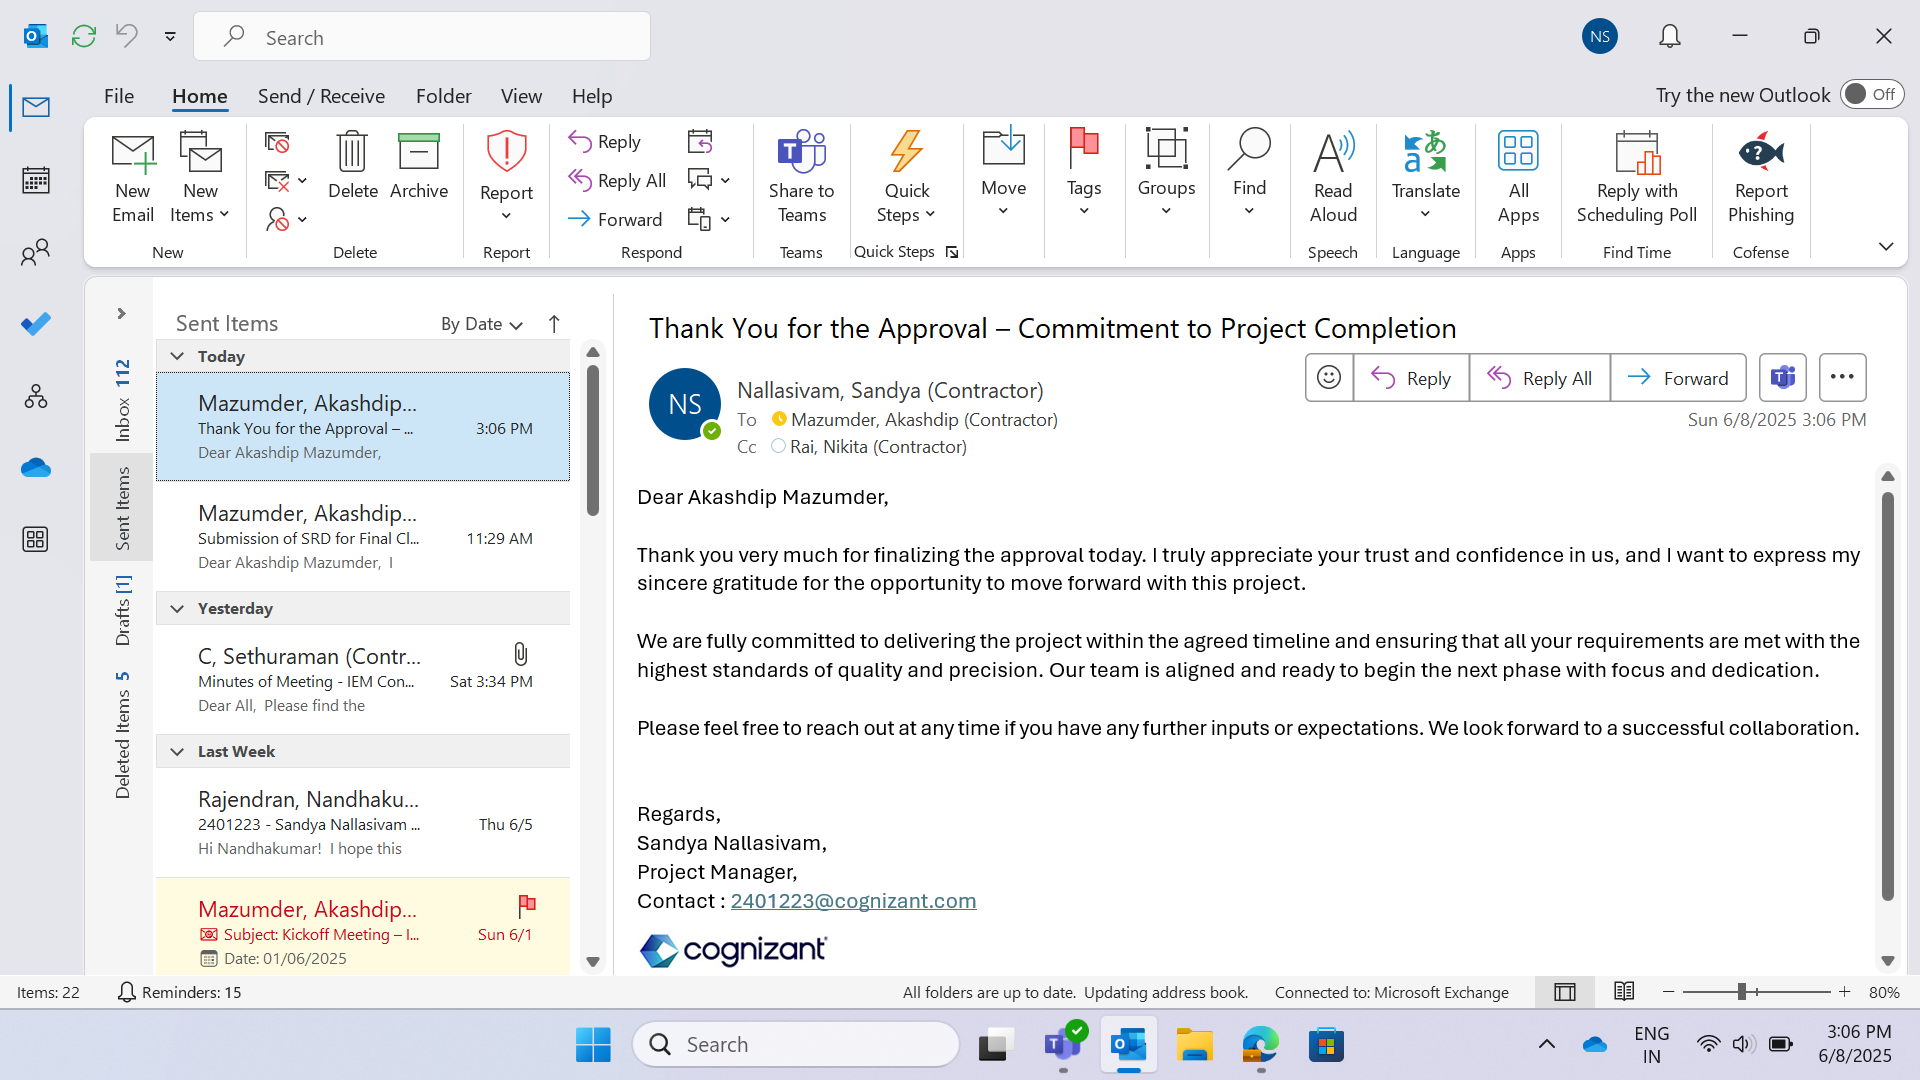 Search
NS
File Home Send / Receive Folder View Help
Try the new Outlook Off
New Email
New Items
New
Delete
Archive
Delete
Report
Report
Reply
Reply All
Forward
Respond
Share to Teams
Teams
Quick Steps
Quick Steps
Move
Tags
Groups
Find
Read Aloud
Speech
Translate
Language
All Apps
Apps
Reply with Scheduling Poll
Find Time
Report Phishing
Cofense
Inbox 112
Sent Items
Drafts [1]
Deleted Items 5
Sent Items By Date
Today
Mazumder, Akashdip...
Thank You for the Approval – ... 3:06 PM
Dear Akashdip Mazumder,
Mazumder, Akashdip...
Submission of SRD for Final Cl... 11:29 AM
Dear Akashdip Mazumder, I
Yesterday
C, Sethuraman (Contr...
Minutes of Meeting - IEM Con... Sat 3:34 PM
Dear All, Please find the
Last Week
Rajendran, Nandhaku...
2401223 - Sandya Nallasivam ... Thu 6/5
Hi Nandhakumar! I hope this
Mazumder, Akashdip...
Subject: Kickoff Meeting – I... Sun 6/1
Date: 01/06/2025
Thank You for the Approval – Commitment to Project Completion
NS
Nallasivam, Sandya (Contractor)
To Mazumder, Akashdip (Contractor)
Cc Rai, Nikita (Contractor)
Reply Reply All Forward
Sun 6/8/2025 3:06 PM
Dear Akashdip Mazumder,
Thank you very much for finalizing the approval today. I truly appreciate your trust and confidence in us, and I want to express my
sincere gratitude for the opportunity to move forward with this project.
We are fully committed to delivering the project within the agreed timeline and ensuring that all your requirements are met with the
highest standards of quality and precision. Our team is aligned and ready to begin the next phase with focus and dedication.
Please feel free to reach out at any time if you have any further inputs or expectations. We look forward to a successful collaboration.
Regards,
Sandya Nallasivam,
Project Manager,
Contact : 2401223@cognizant.com
cognizant
Items: 22 Reminders: 15 All folders are up to date. Updating address book. Connected to: Microsoft Exchange 80%
Search
ENG
IN
3:06 PM
6/8/2025